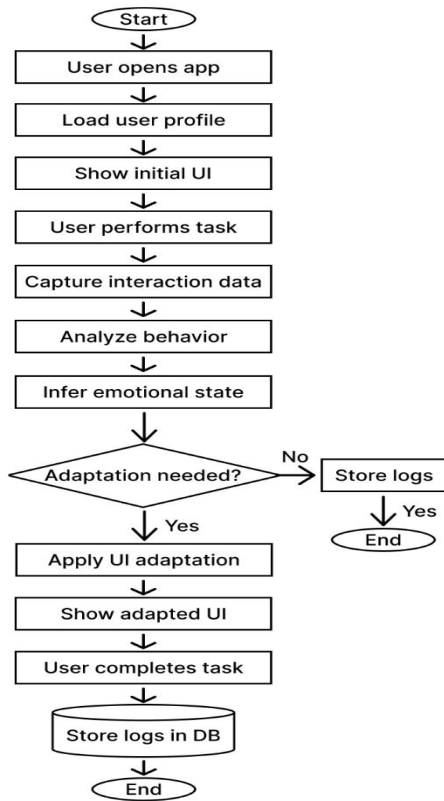 Start
User opens app
Load user profile
Show initial UI
User performs task
Capture interaction data
Analyze behavior
Infer emotional state
Adaptation needed?
No
Store logs
Yes
End
Yes
Apply UI adaptation
Show adapted UI
User completes task
Store logs in DB
End